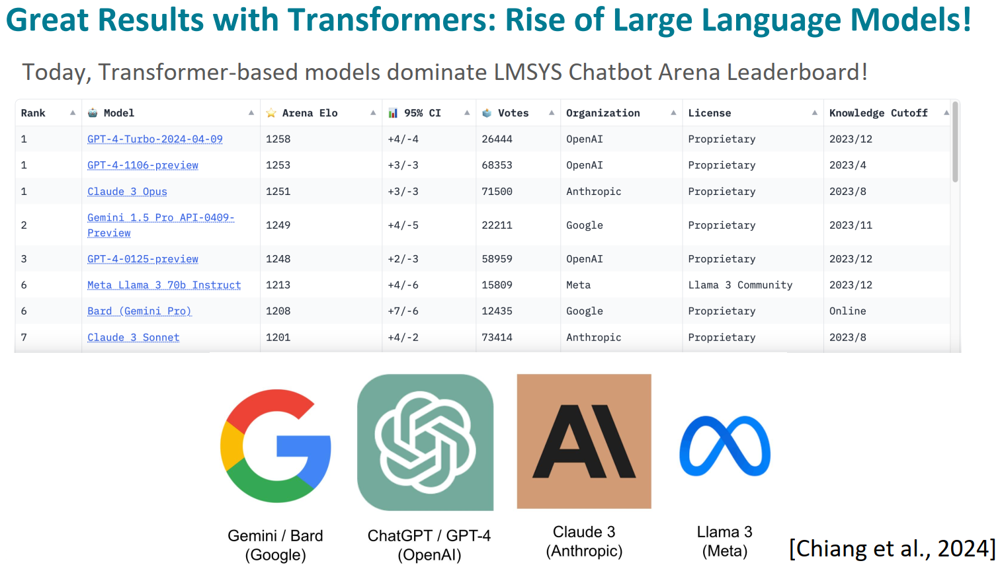 Great Results with Transformers: Rise of Large Language Models!
Today, Transformer-based models dominate LMSYS Chatbot Arena Leaderboard!
Rank Model Arena Elo 95% CI Votes Organization License Knowledge Cutoff
1 GPT-4-Turbo-2024-04-09 1258 +4/-4 26444 OpenAI Proprietary 2023/12
1 GPT-4-1106-preview 1253 +3/-3 68353 OpenAI Proprietary 2023/4
1 Claude 3 Opus 1251 +3/-3 71500 Anthropic Proprietary 2023/8
2 Gemini 1.5 Pro API-0409-
Preview 1249 +4/-5 22211 Google Proprietary 2023/11
3 GPT-4-0125-preview 1248 +2/-3 58959 OpenAI Proprietary 2023/12
6 Meta Llama 3 70b Instruct 1213 +4/-6 15809 Meta Llama 3 Community 2023/12
6 Bard (Gemini Pro) 1208 +7/-6 12435 Google Proprietary Online
7 Claude 3 Sonnet 1201 +4/-2 73414 Anthropic Proprietary 2023/8
Gemini / Bard
(Google)
ChatGPT / GPT-4
(OpenAI)
Claude 3
(Anthropic)
Llama 3
(Meta)
[Chiang et al., 2024]